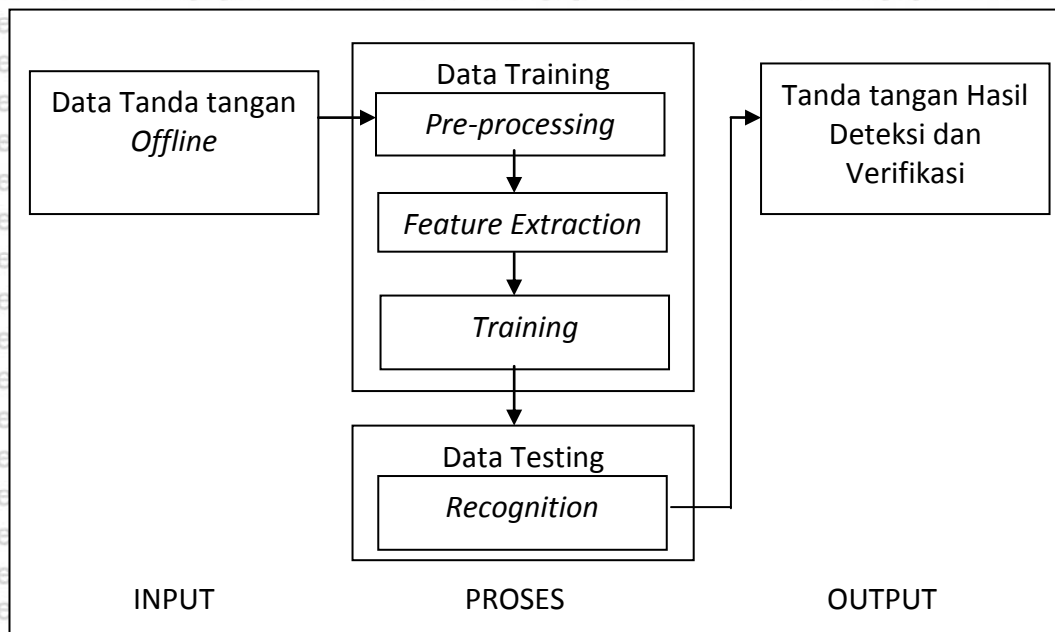 Data Tanda tangan
Offline
Data Training
Pre-processing
Feature Extraction
Training
Data Testing
Recognition
Tanda tangan Hasil
Deteksi dan
Verifikasi
INPUT
PROSES
OUTPUT